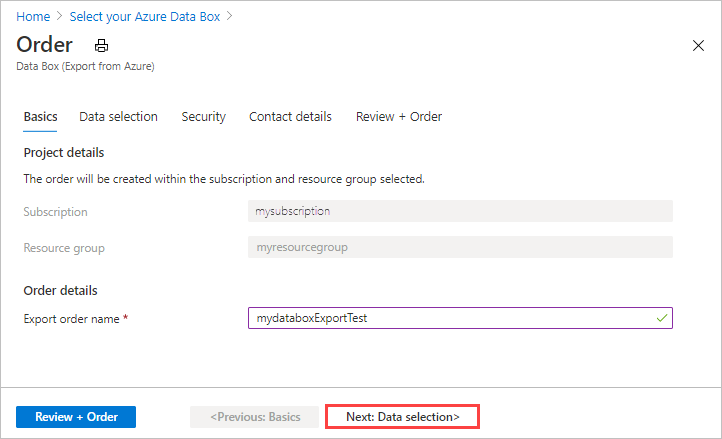 Home > Select your Azure Data Box >
Order
Data Box (Export from Azure)
Basics Data selection Security Contact details Review + Order
Project details
The order will be created within the subscription and resource group selected.
Subscription mysubscription
Resource group myresourcegroup
Order details
Export order name * mydataboxExportTest
Review + Order <Previous: Basics Next: Data selection>